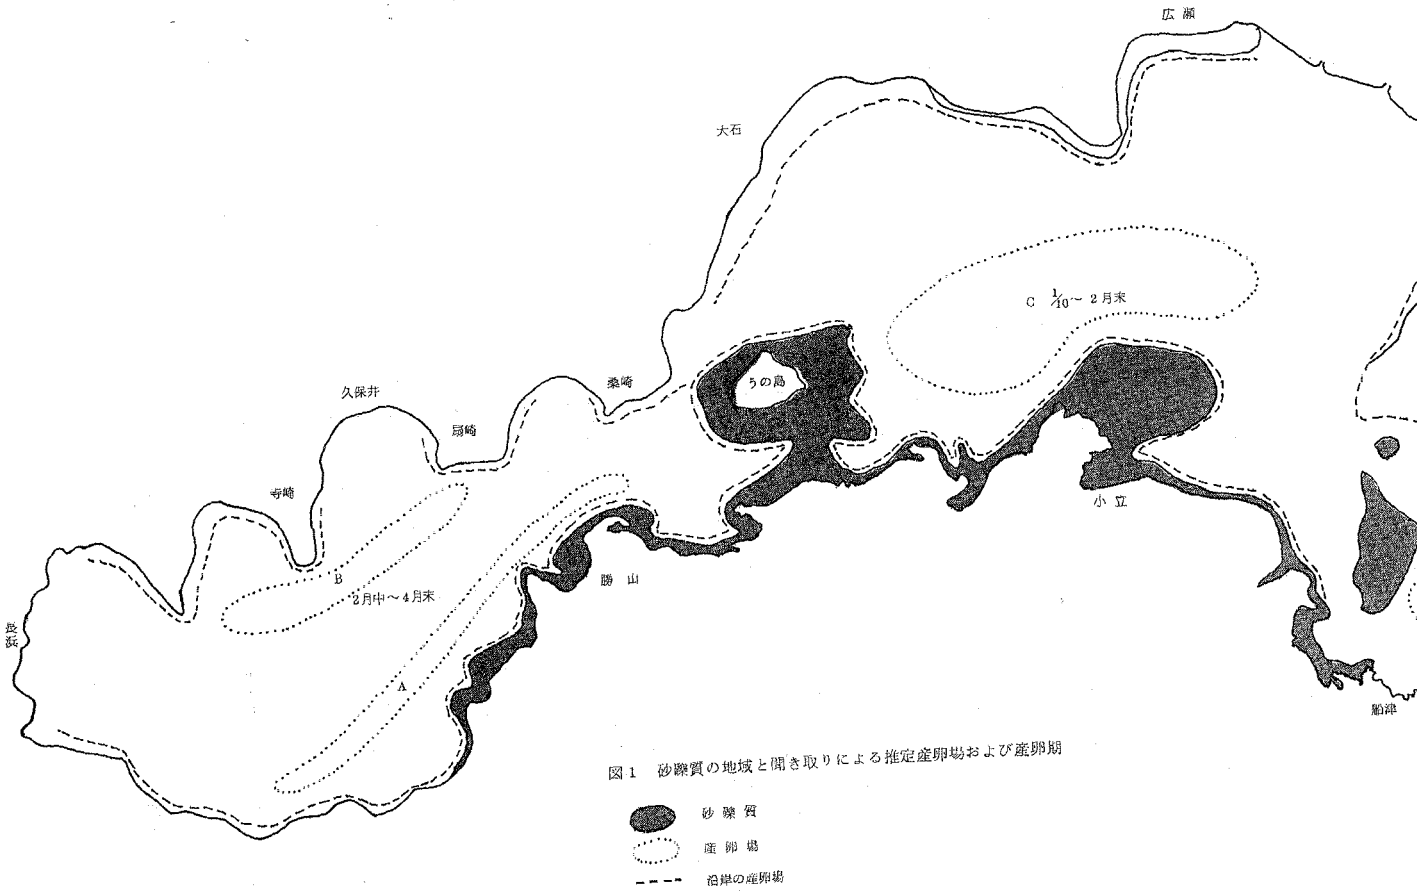 広瀬
大石
C 1/10〜2月末
うの島
桑崎
久保井
扇崎
寺崎
小立
B
2月中〜4月末
勝山
長浜
A
船津
図1 砂礫質の地域と聞き取りによる推定産卵場および産卵期
砂礫質
産卵場
沿岸の産卵場